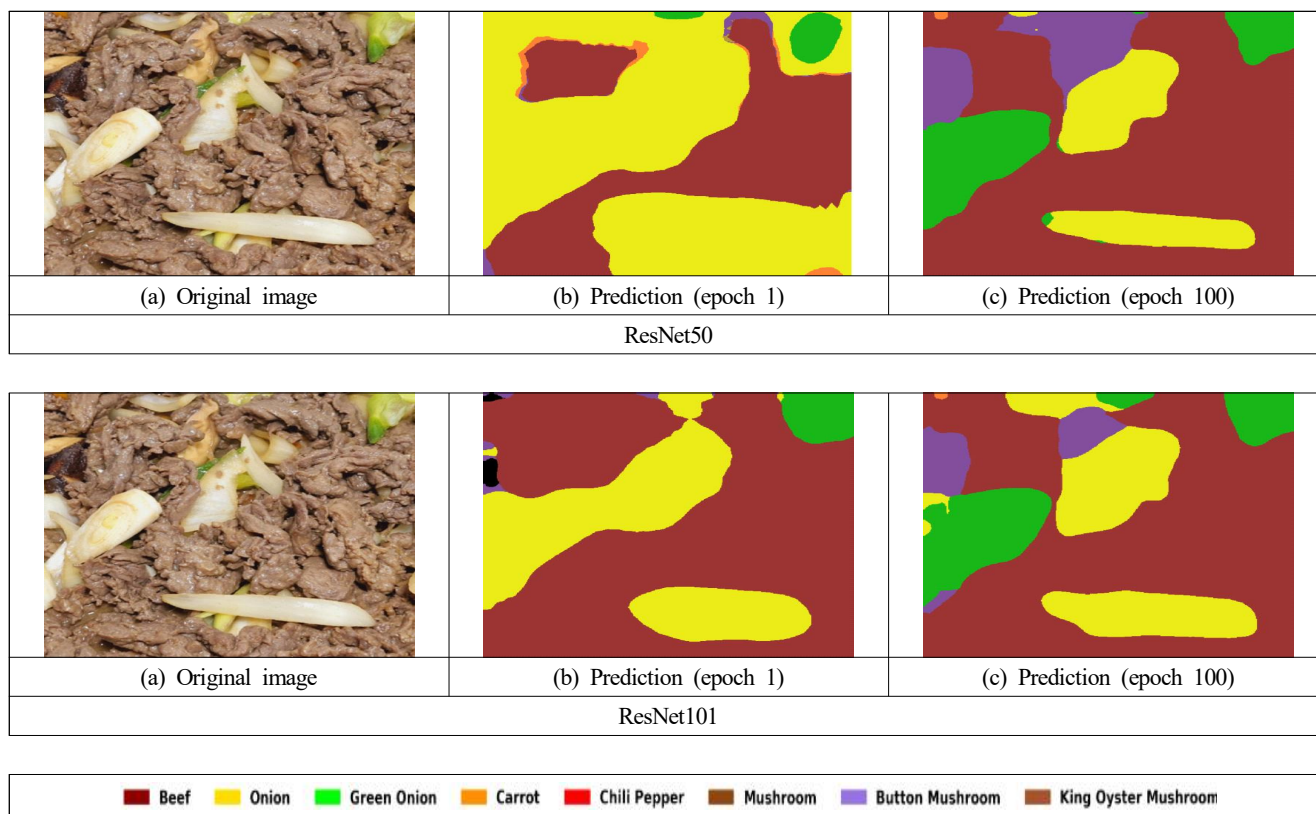 (a) Original image
(b) Prediction (epoch 1)
(c) Prediction (epoch 100)
ResNet50
(a) Original image
(b) Prediction (epoch 1)
(c) Prediction (epoch 100)
ResNet101
Beef Onion Green Onion Carrot Chili Pepper Mushroom Button Mushroom King Oyster Mushroom